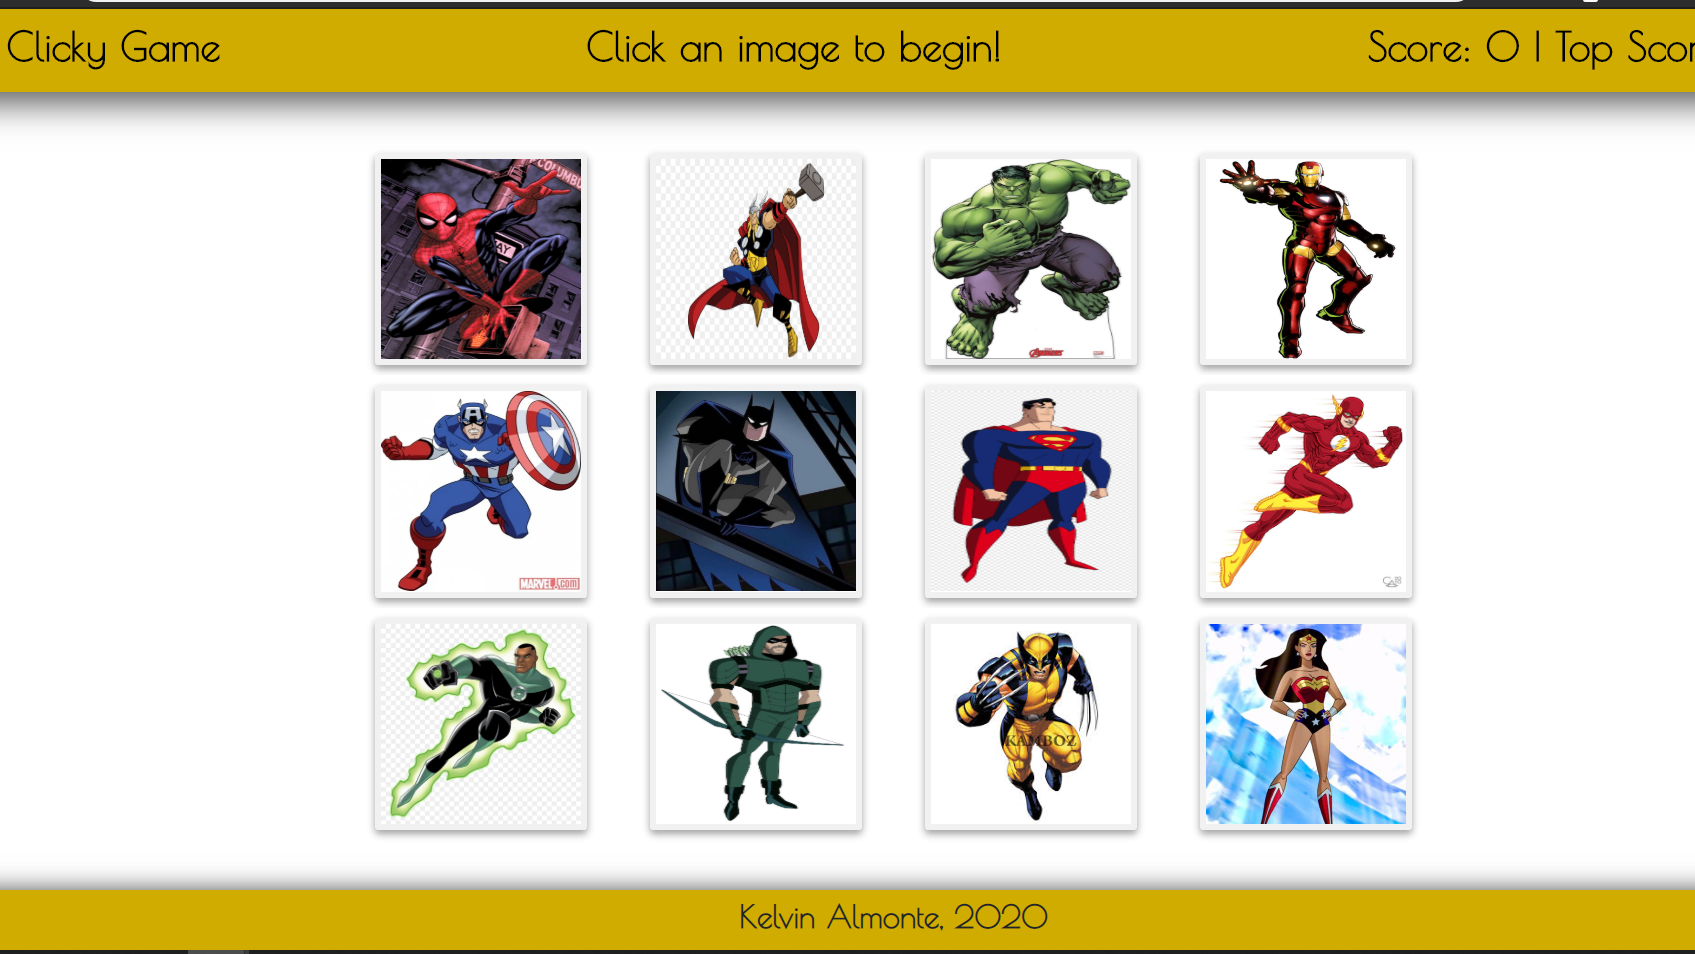 Clicky Game
Click an image to begin!
Score: 0 | Top Scor
COLUMBU
AY
AVENGERS
A
MARVEL.com
S
KAMBOZ
Kelvin Almonte, 2020